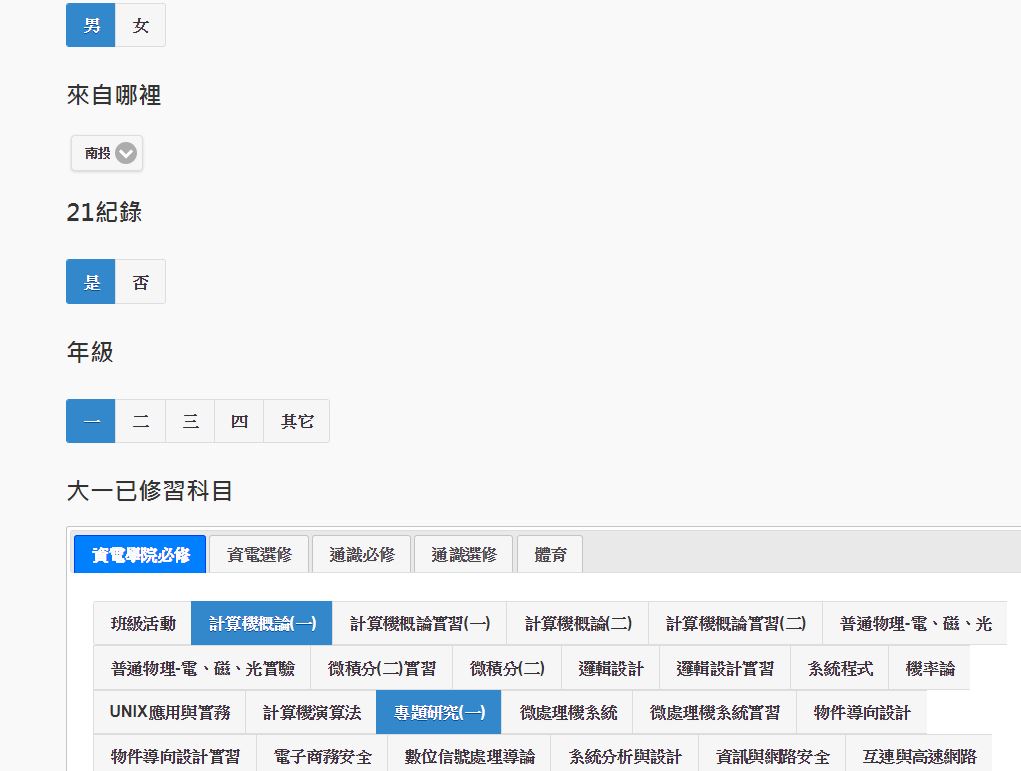 男 女
來自哪裡
南投
21紀錄
是 否
年級
一 二 三 四 其它
大一已修習科目
資電學院必修 資電選修 通識必修 通識選修 體育
班級活動 計算機概論(一) 計算機概論實習(一) 計算機概論(二) 計算機概論實習(二) 普通物理-電、磁、光
普通物理-電、磁、光實驗 微積分(二)實習 微積分(二) 邏輯設計 邏輯設計實習 系統程式 機率論
UNIX應用與實務 計算機演算法 專題研究(一) 微處理機系統 微處理機系統實習 物件導向設計
物件導向設計實習 電子商務安全 數位信號處理導論 系統分析與設計 資訊與網路安全 互連與高速網路